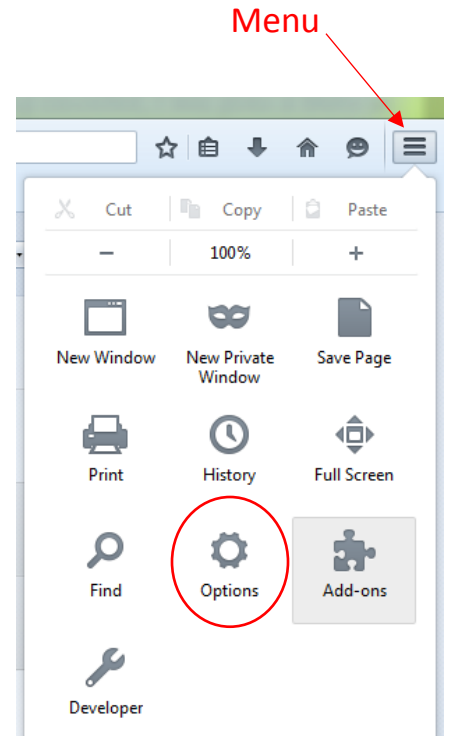 Menu
Cut Copy Paste
− 100% +
New Window New Private Window Save Page
Print History Full Screen
Find Options Add-ons
Developer